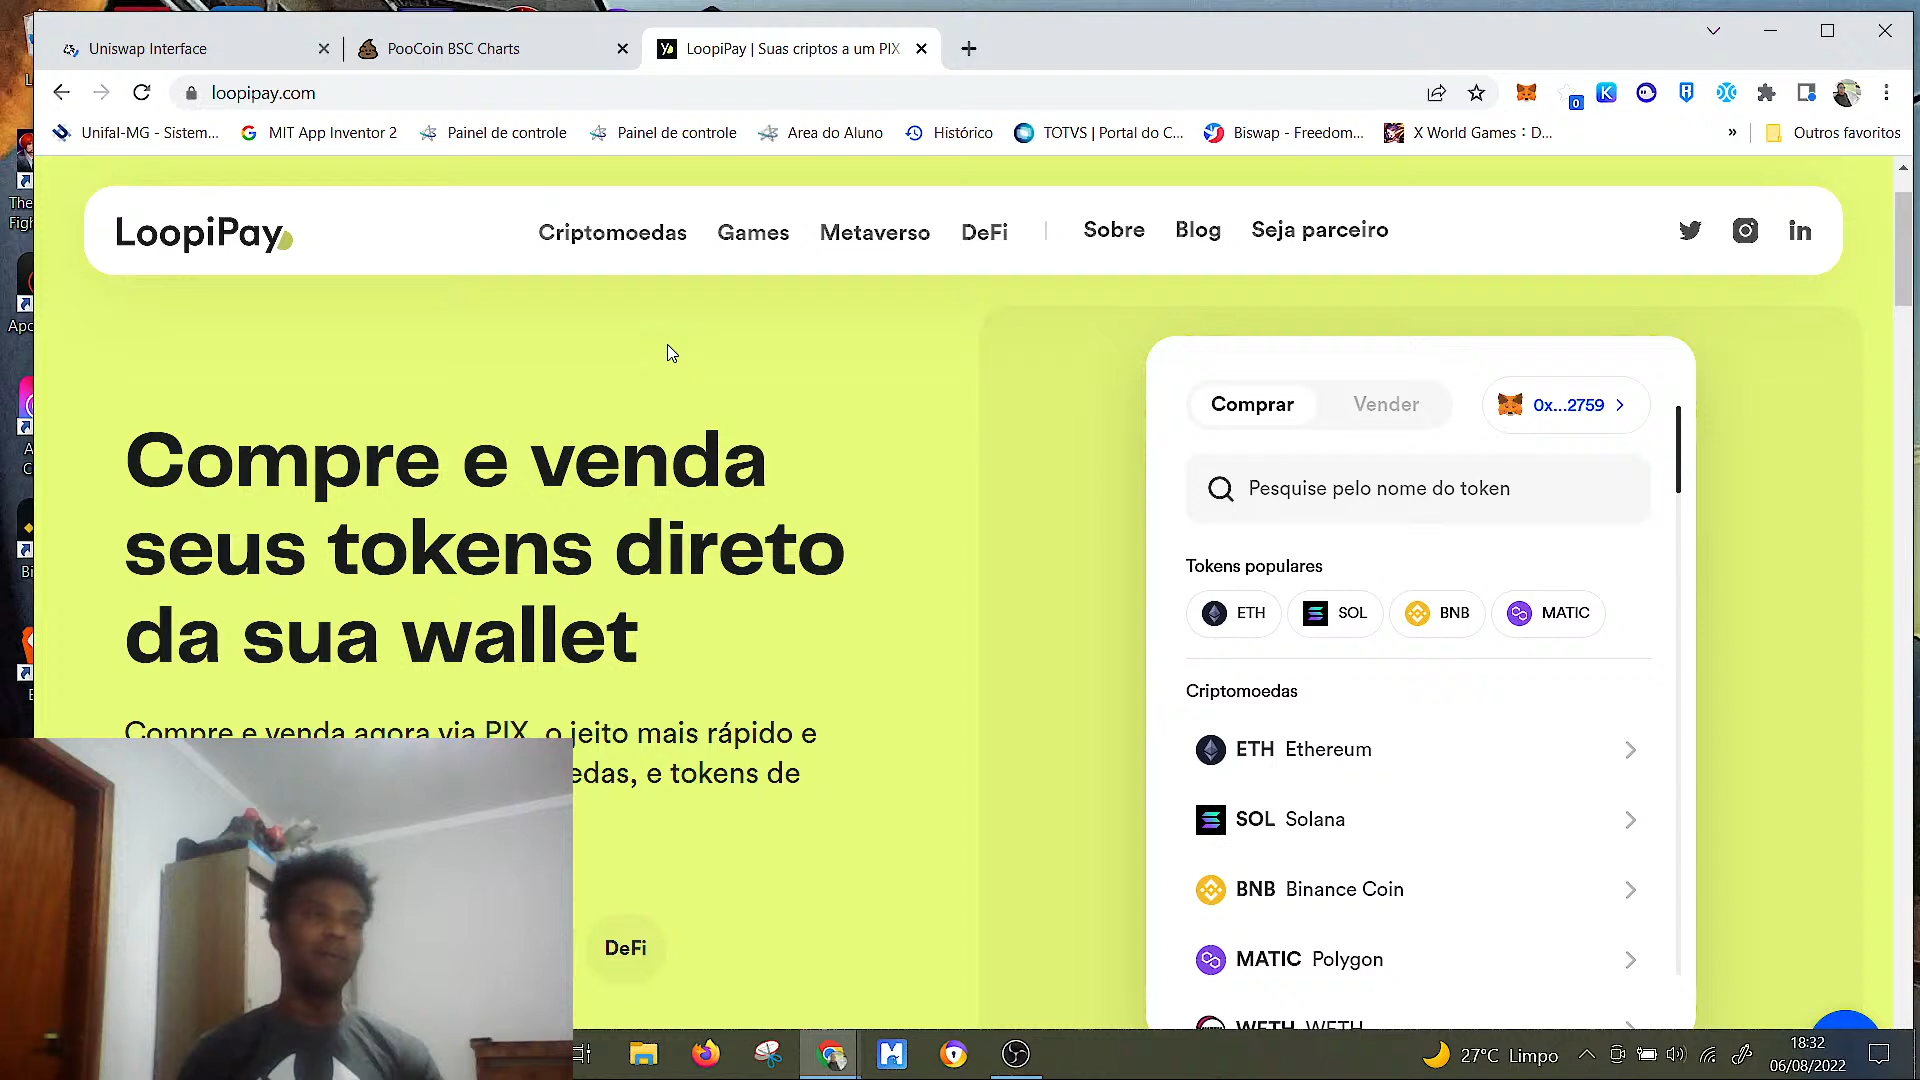 Uniswap Interface
PooCoin BSC Charts
LoopiPay | Suas criptos a um PIX
loopipay.com
0
Unifal-MG - Sistem...
MIT App Inventor 2
Painel de controle
Painel de controle
Area do Aluno
Histórico
TOTVS | Portal do C...
Biswap - Freedom...
X World Games : D...
»
Outros favoritos
The
Figh
LoopiPay
Criptomoedas
Games
Metaverso
DeFi
Sobre
Blog
Seja parceiro
Compre e venda
seus tokens direto
da sua wallet
Compre e venda agora via PIX, o jeito mais rápido e
edas, e tokens de
DeFi
Comprar
Vender
0x...2759
Pesquise pelo nome do token
Tokens populares
ETH
SOL
BNB
MATIC
Criptomoedas
ETH Ethereum
SOL Solana
BNB Binance Coin
MATIC Polygon
WETH WETH
27°C Limpo
18:32
06/08/2022